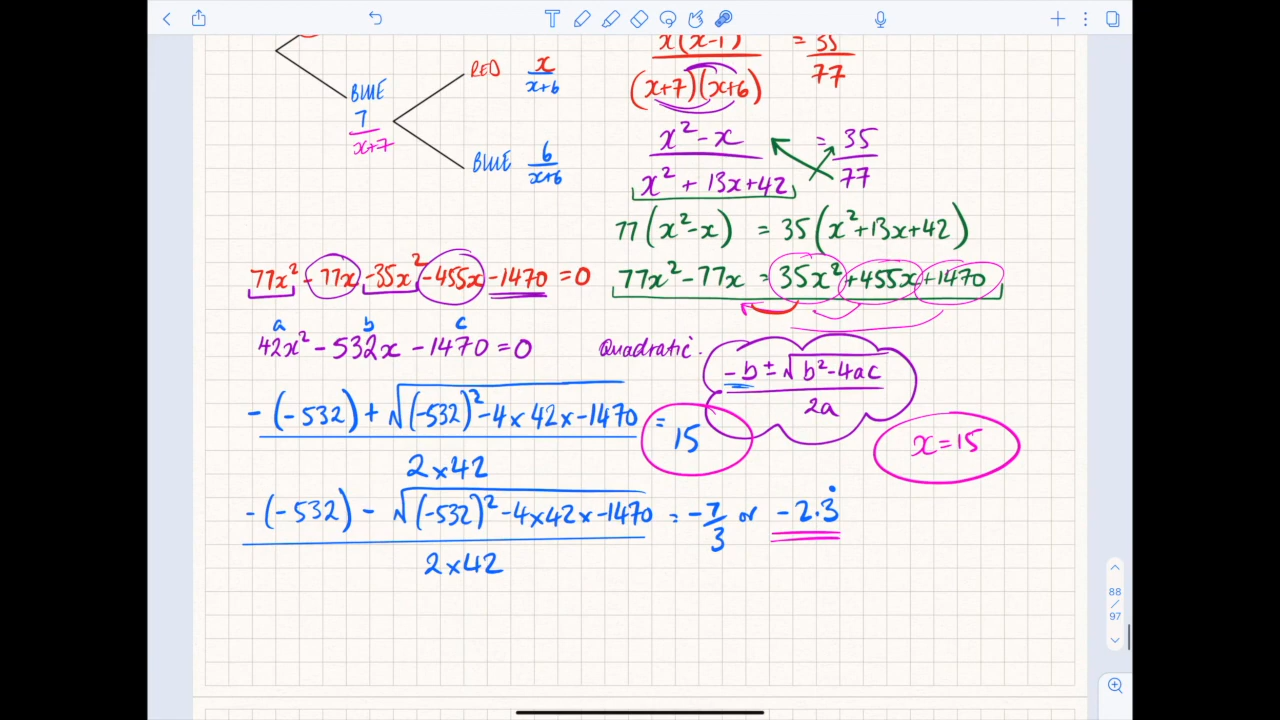 x(x-1) = 35
(x+7)(x+6) 77
RED x
x+6
BLUE
7
x+7
BLUE 6
x+6
x² - x = 35
x² + 13x + 42 77
77(x² - x) = 35(x² + 13x + 42)
77x² - 77x = 35x² + 455x + 1470
77x² - 77x - 35x² - 455x - 1470 = 0
a b c
42x² - 532x - 1470 = 0
Quadratic.
-b ± √b² - 4ac
2a
-(-532) + √(-532)² - 4 x 42 x -1470 = 15
2 x 42
x = 15
-(-532) - √(-532)² - 4 x 42 x -1470 = -7/3 or -2.3̇
2 x 42
88
/
97